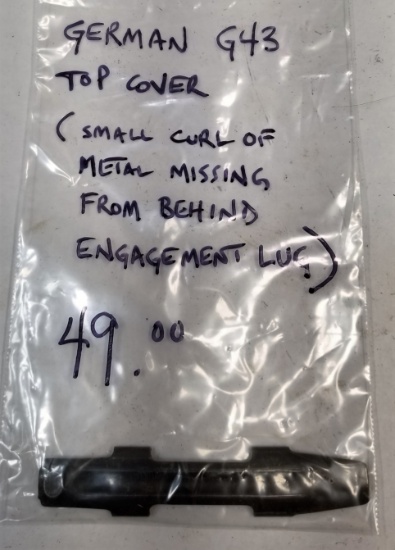 GERMAN G43
TOP COVER
(SMALL CURL OF
METAL MISSING
FROM BEHIND
ENGAGEMENT LUG)
49.00